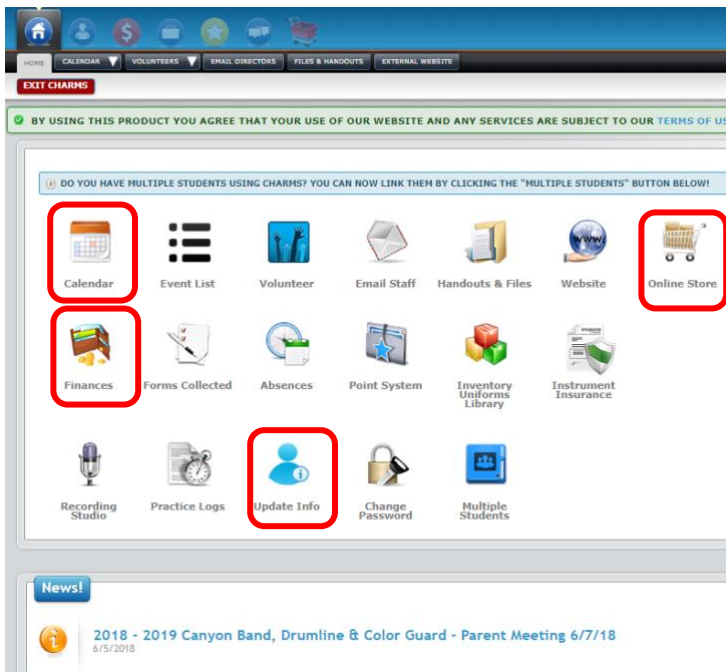 HOME CALENDAR VOLUNTEERS EMAIL DIRECTORS FILES & HANDOUTS EXTERNAL WEBSITE
EXIT CHARMS
BY USING THIS PRODUCT YOU AGREE THAT YOUR USE OF OUR WEBSITE AND ANY SERVICES ARE SUBJECT TO OUR TERMS OF US
DO YOU HAVE MULTIPLE STUDENTS USING CHARMS? YOU CAN NOW LINK THEM BY CLICKING THE "MULTIPLE STUDENTS" BUTTON BELOW!
www.
Calendar Event List Volunteer Email Staff Handouts & Files Website Online Store
Finances Forms Collected Absences Point System Inventory Uniforms Library Instrument Insurance
Recording Studio Practice Logs Update Info Change Password Multiple Students
News!
2018 - 2019 Canyon Band, Drumline & Color Guard - Parent Meeting 6/7/18
6/5/2018